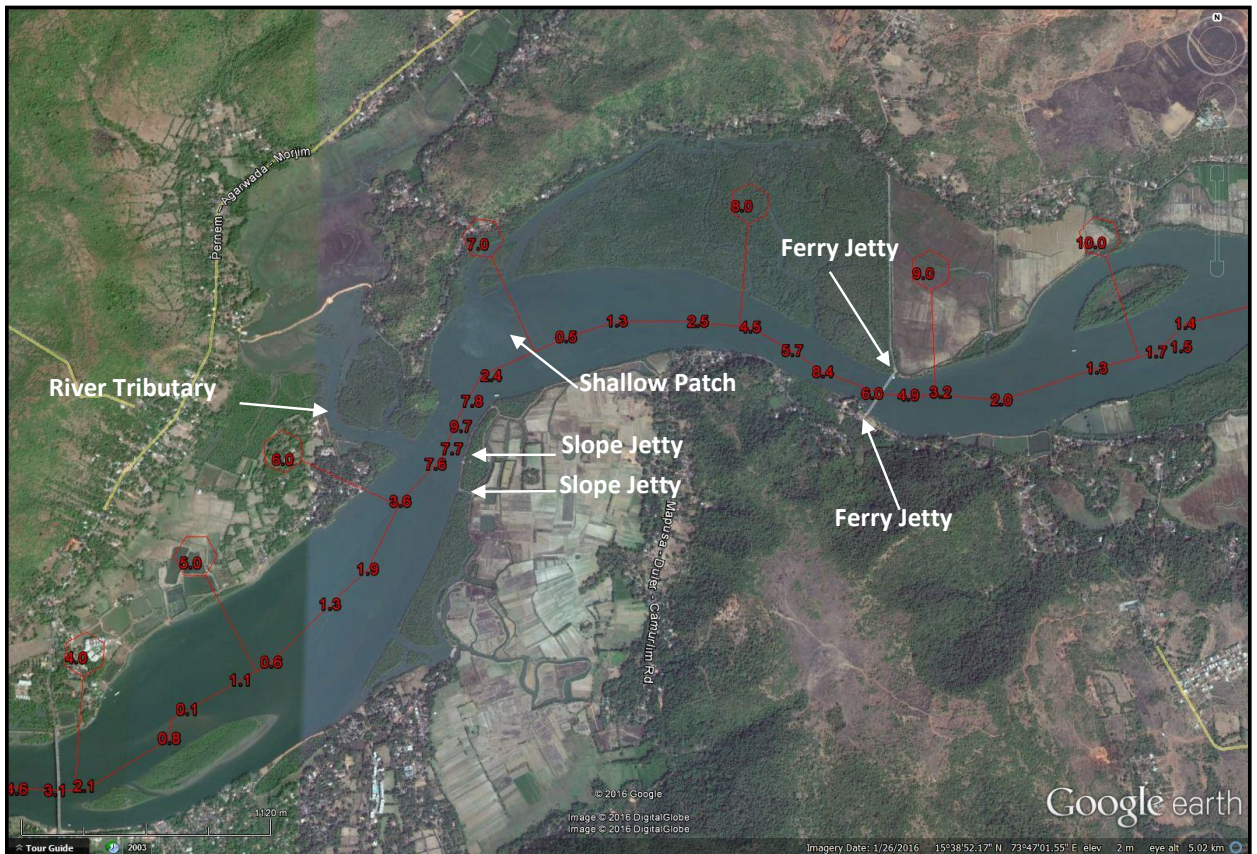 N
Pernem - Agarwada - Morjim
8.0
7.0
Ferry Jetty
10.0
9.0
1.4
1.3
2.5
4.5
0.5
5.7
1.7
1.5
River Tributary
2.4
Shallow Patch
8.4
1.3
7.8
6.0
4.9
3.2
2.0
9.7
7.7
Slope Jetty
6.0
7.6
Slope Jetty
3.6
Ferry Jetty
5.0
1.9
1.3
4.0
0.6
1.1
0.1
0.8
4.6
3.1
2.1
© 2016 Google
Image © 2016 DigitalGlobe
Image © 2016 DigitalGlobe
Google earth
1120 m
Tour Guide
2003
Imagery Date: 1/26/2016 15°38'52.17" N 73°47'01.55" E elev 2 m eye alt 5.02 km